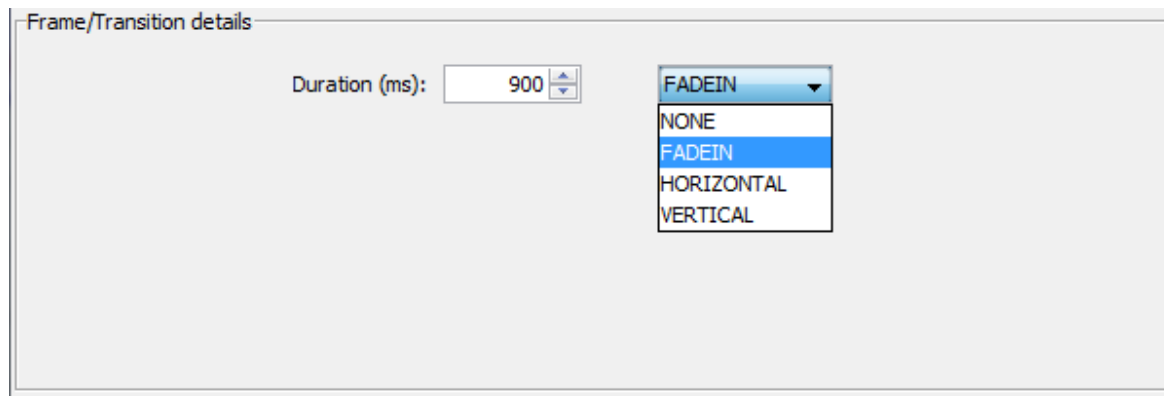 Frame/Transition details
Duration (ms): 900 FADEIN
NONE
FADEIN
HORIZONTAL
VERTICAL